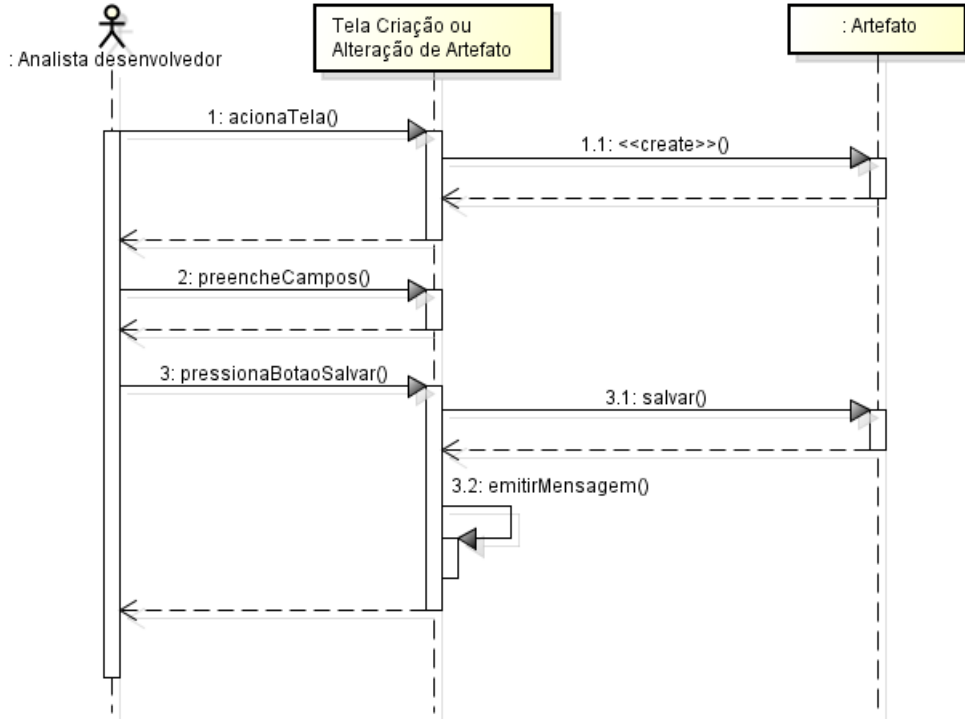 Tela Criação ou
Alteração de Artefato
: Artefato
: Analista desenvolvedor
1: acionaTela()
1.1: <<create>>()
2: preencheCampos()
3: pressionaBotaoSalvar()
3.1: salvar()
3.2: emitirMensagem()